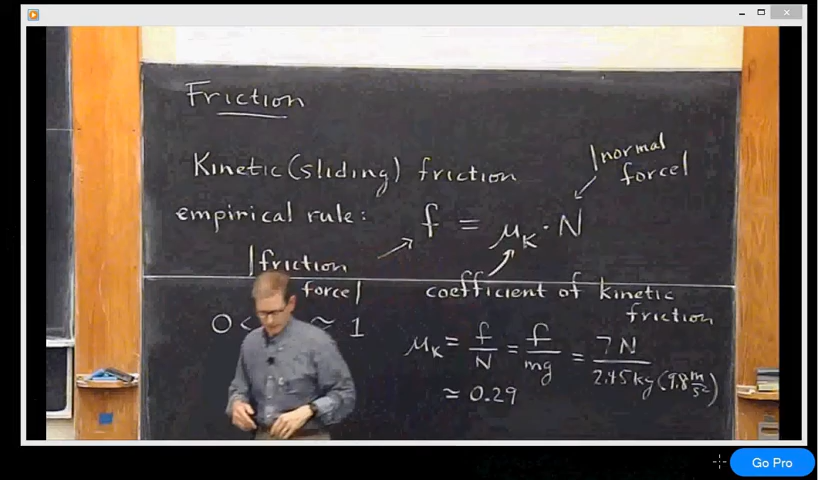 Friction
|normal
force|
Kinetic (sliding) friction
empirical rule: f = μK · N
|friction
force|
coefficient of kinetic
friction
0 < ≈ 1
μK = f/N = f/mg = 7 N / 2.45 kg (9.8 m/s²)
≈ 0.29
Go Pro